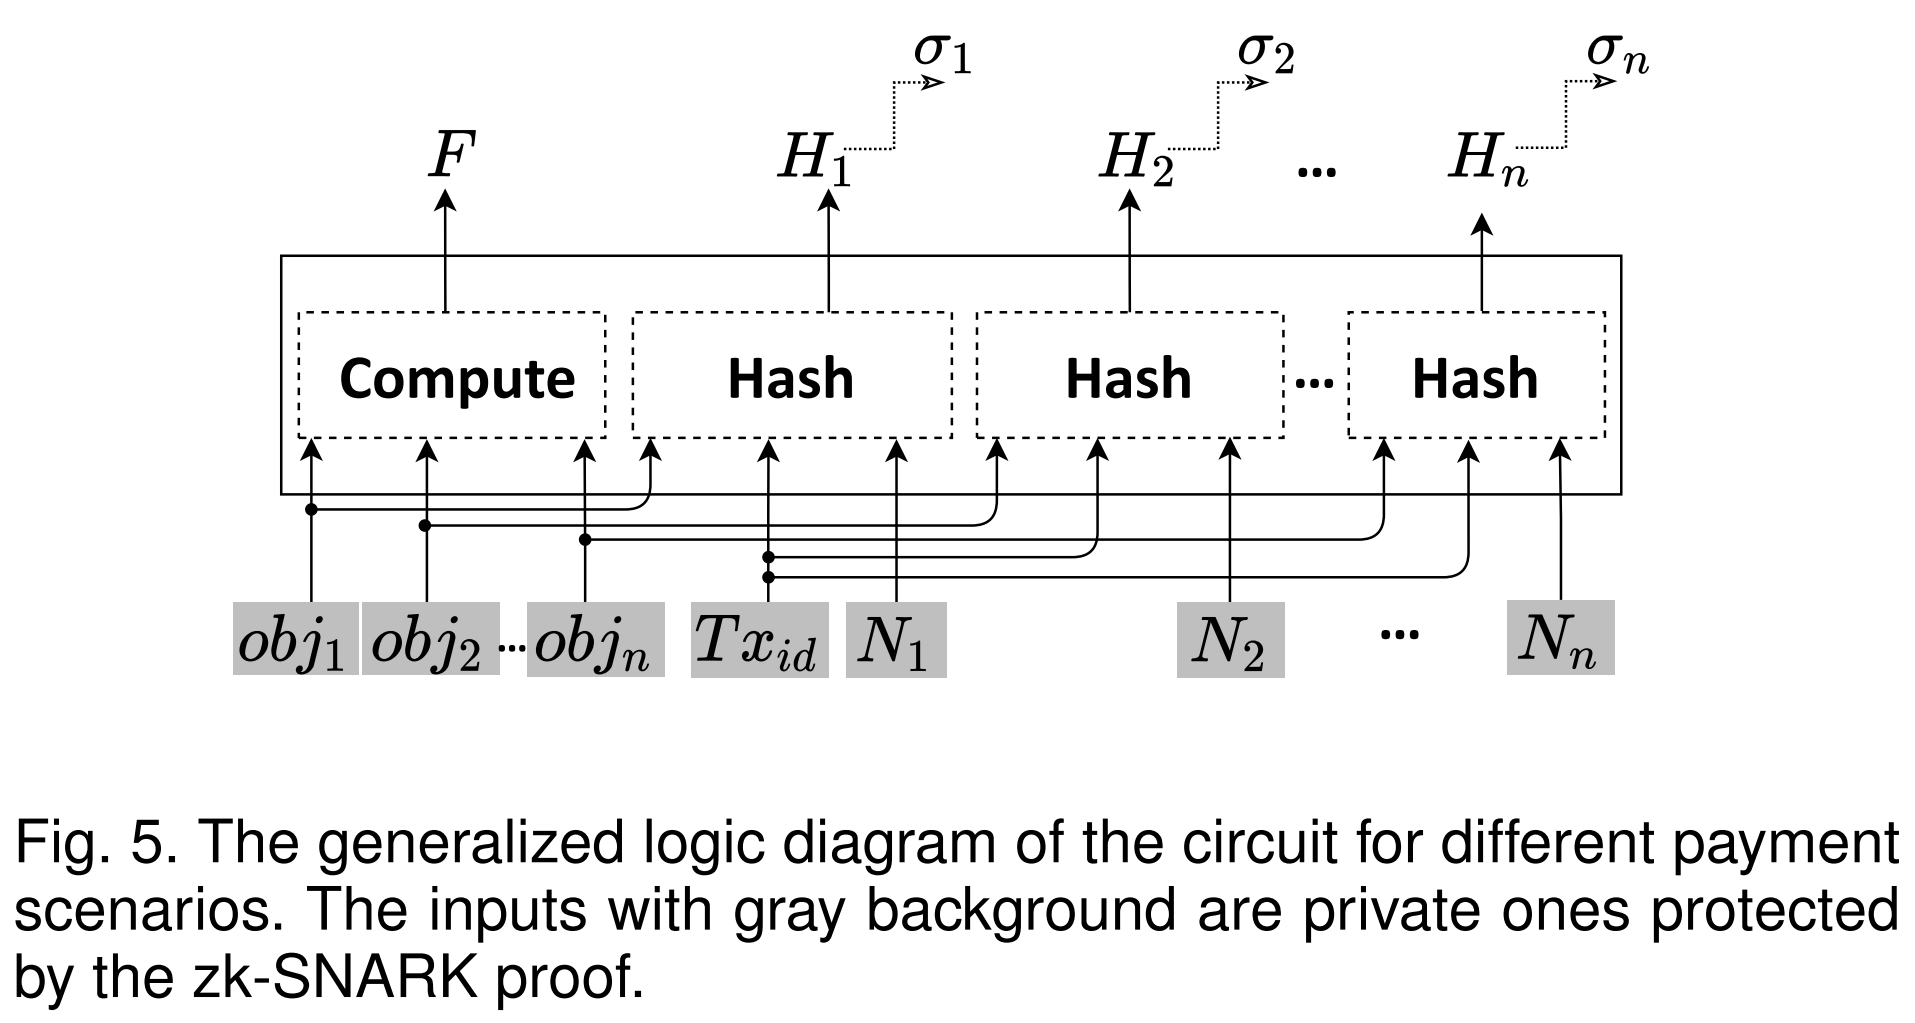 σ₁ σ₂ σₙ
F H₁ H₂ ... Hₙ
Compute Hash Hash ... Hash
obj₁ obj₂ ... objₙ Tx_id N₁ N₂ ... Nₙ
Fig. 5. The generalized logic diagram of the circuit for different payment
scenarios. The inputs with gray background are private ones protected
by the zk-SNARK proof.